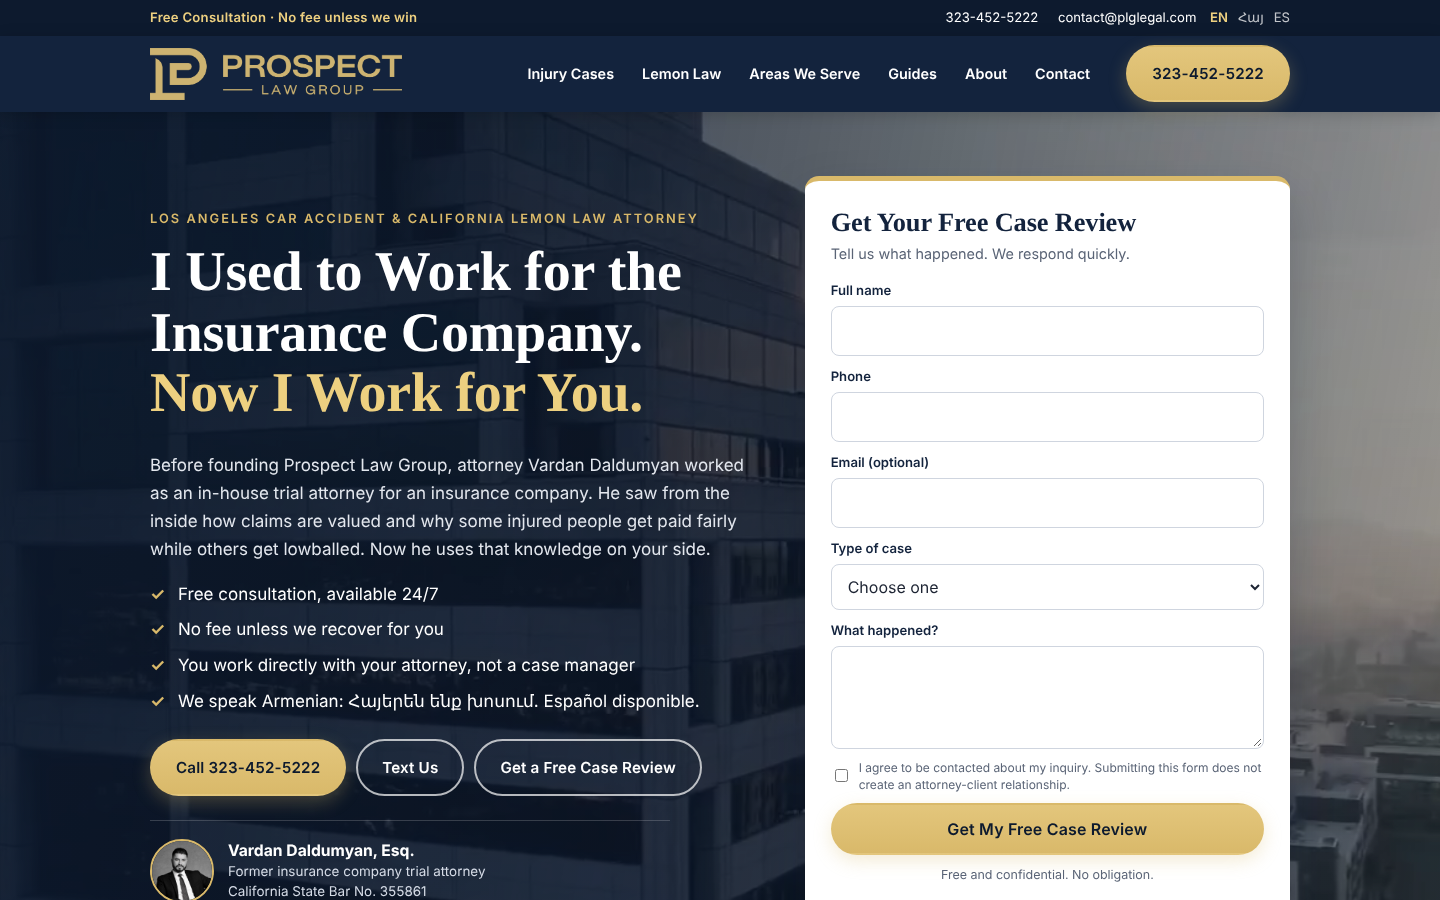 Free Consultation · No fee unless we win
323-452-5222 contact@plglegal.com EN Հայ ES
PROSPECT
LAW GROUP
Injury Cases Lemon Law Areas We Serve Guides About Contact 323-452-5222
LOS ANGELES CAR ACCIDENT & CALIFORNIA LEMON LAW ATTORNEY
I Used to Work for the
Insurance Company.
Now I Work for You.
Before founding Prospect Law Group, attorney Vardan Daldumyan worked
as an in-house trial attorney for an insurance company. He saw from the
inside how claims are valued and why some injured people get paid fairly
while others get lowballed. Now he uses that knowledge on your side.
Free consultation, available 24/7
No fee unless we recover for you
You work directly with your attorney, not a case manager
We speak Armenian: Հայերեն ենք խոսում. Español disponible.
Call 323-452-5222 Text Us Get a Free Case Review
Vardan Daldumyan, Esq.
Former insurance company trial attorney
California State Bar No. 355861
Get Your Free Case Review
Tell us what happened. We respond quickly.
Full name
Phone
Email (optional)
Type of case
Choose one
What happened?
I agree to be contacted about my inquiry. Submitting this form does not
create an attorney-client relationship.
Get My Free Case Review
Free and confidential. No obligation.